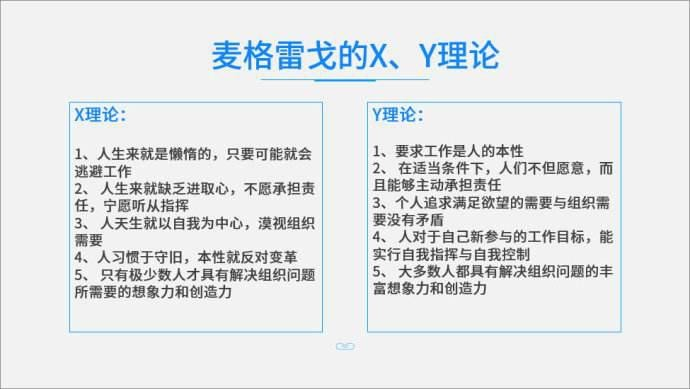 麦格雷戈的X、Y理论
X理论：
1、人生来就是懒惰的，只要可能就会
逃避工作
2、 人生来就缺乏进取心，不愿承担责
任，宁愿听从指挥
3、 人天生就以自我为中心，漠视组织
需要
4、人习惯于守旧，本性就反对变革
5、 只有极少数人才具有解决组织问题
所需要的想象力和创造力
Y理论：
1、要求工作是人的本性
2、 在适当条件下，人们不但愿意，而
且能够主动承担责任
3、个人追求满足欲望的需要与组织需
要没有矛盾
4、 人对于自己新参与的工作目标，能
实行自我指挥与自我控制
5、 大多数人都具有解决组织问题的丰
富想象力和创造力